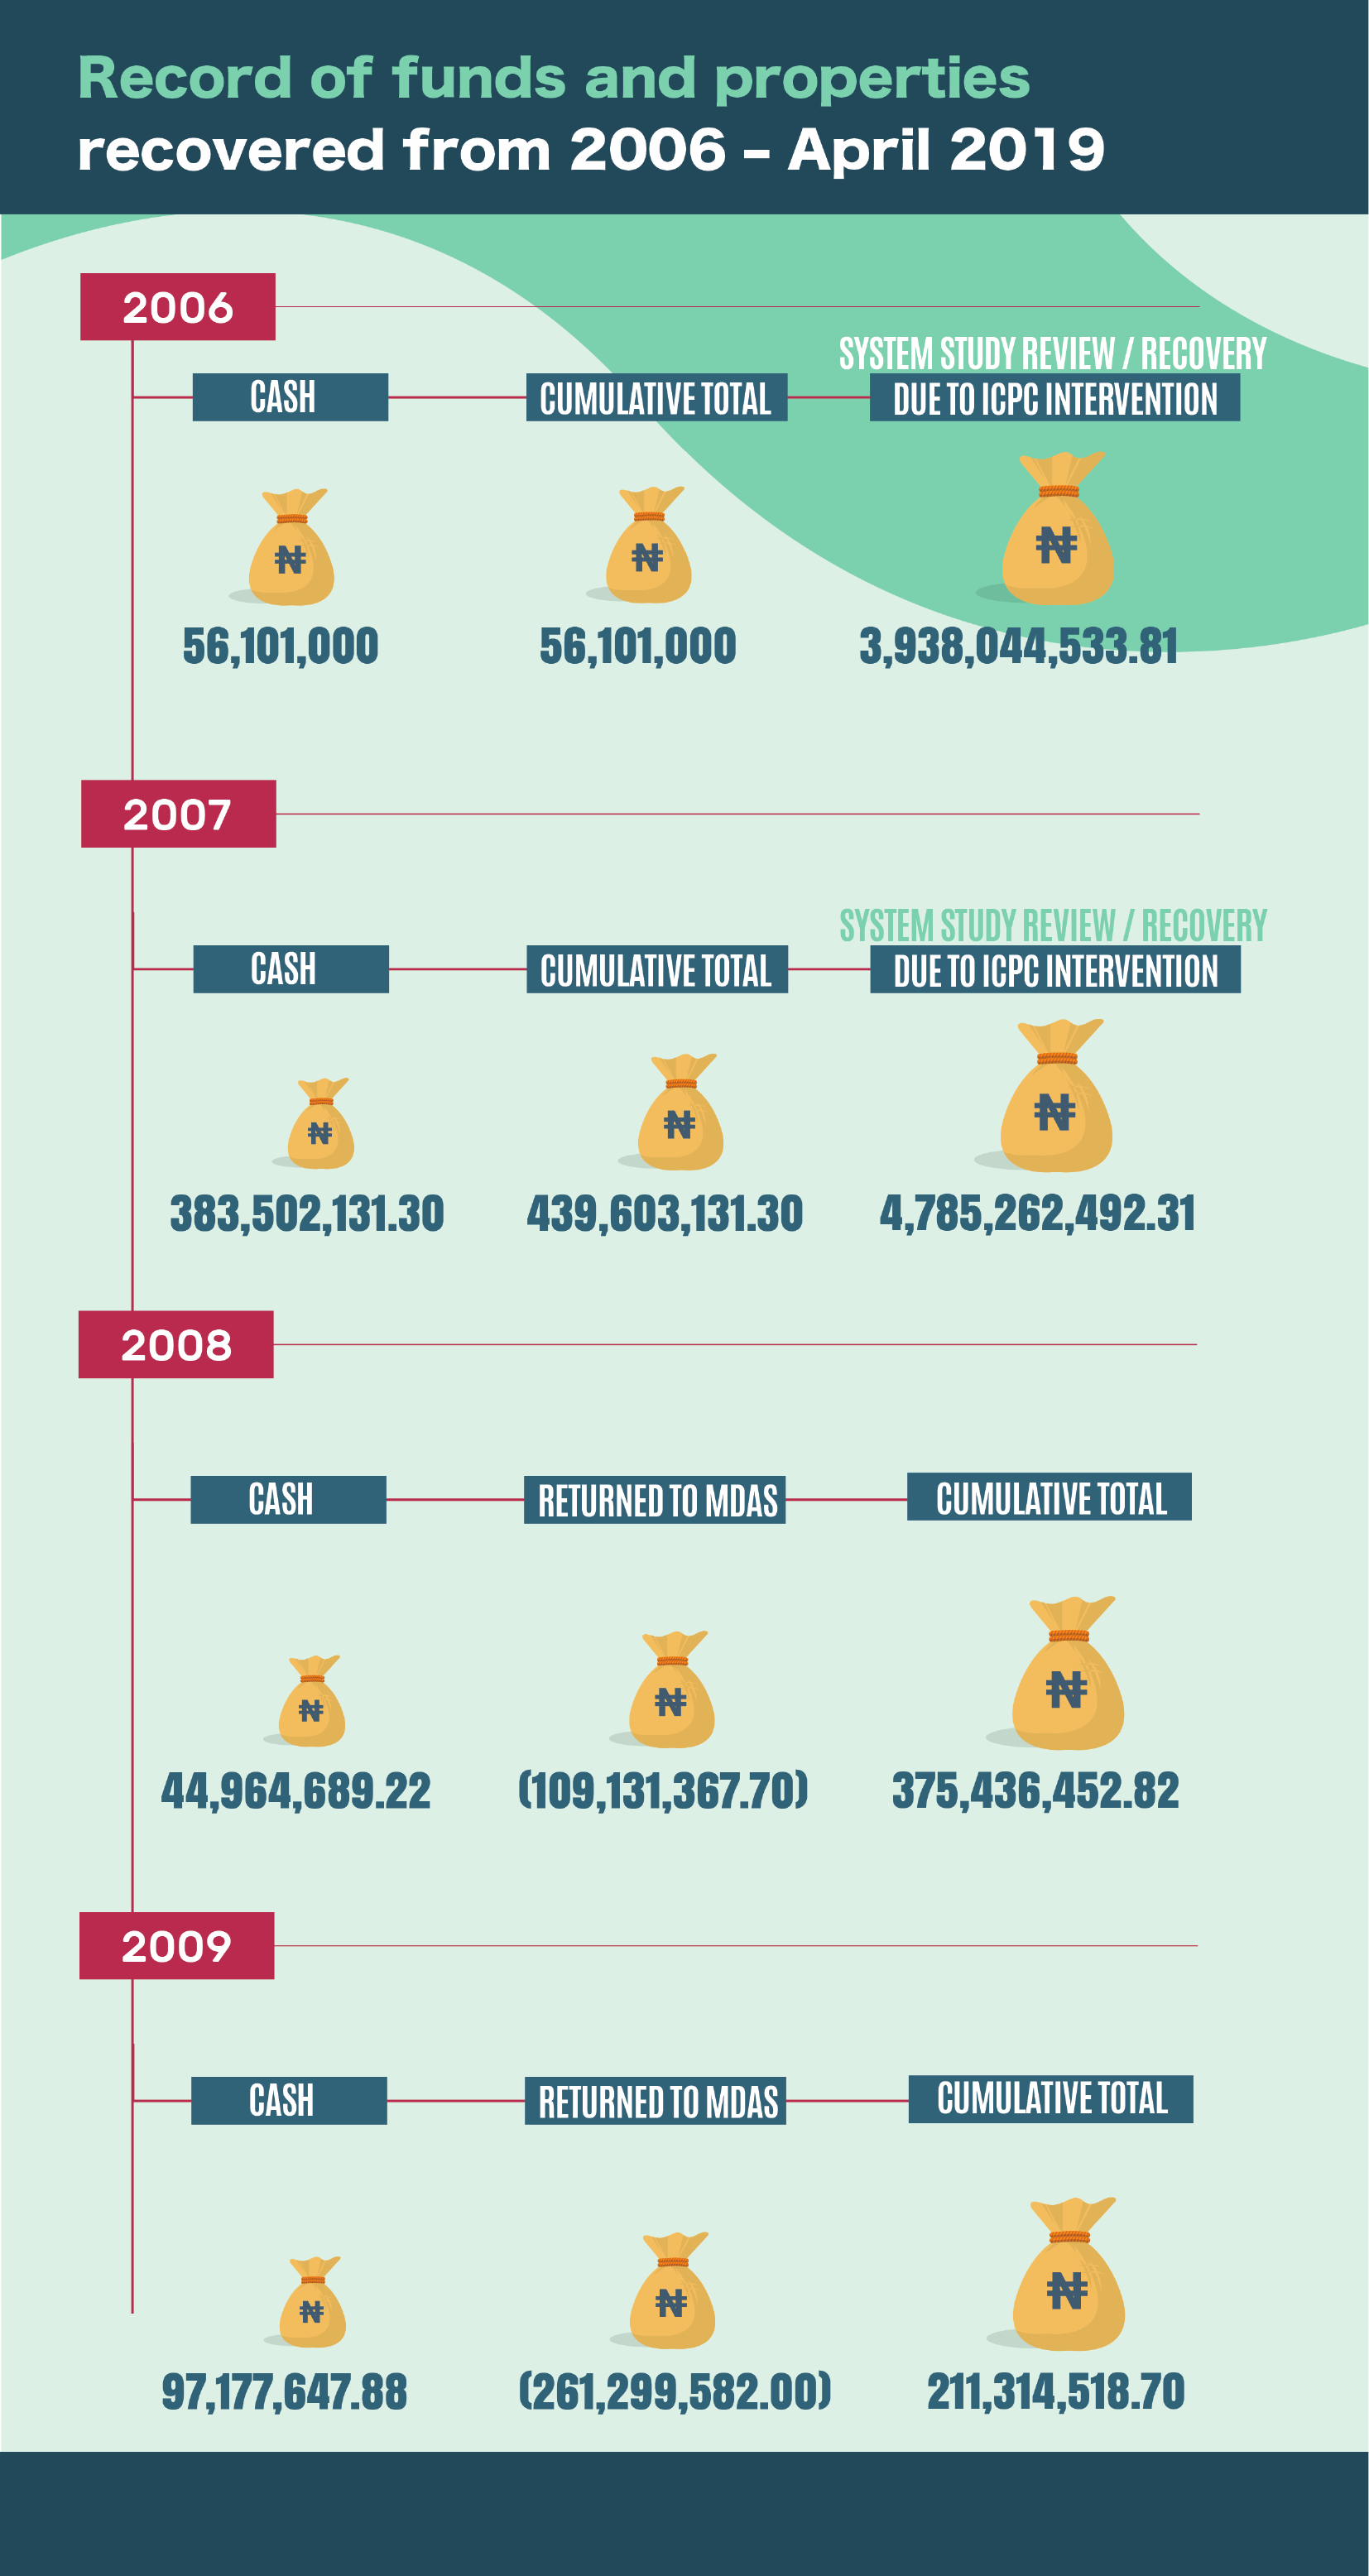 Record of funds and properties
recovered from 2006 – April 2019
2006
SYSTEM STUDY REVIEW / RECOVERY
CASH
CUMULATIVE TOTAL
DUE TO ICPC INTERVENTION
₦
₦
₦
56,101,000
56,101,000
3,938,044,533.81
2007
SYSTEM STUDY REVIEW / RECOVERY
CASH
CUMULATIVE TOTAL
DUE TO ICPC INTERVENTION
₦
₦
₦
383,502,131.30
439,603,131.30
4,785,262,492.31
2008
CASH
RETURNED TO MDAS
CUMULATIVE TOTAL
₦
₦
₦
44,964,689.22
(109,131,367.70)
375,436,452.82
2009
CASH
RETURNED TO MDAS
CUMULATIVE TOTAL
₦
₦
₦
97,177,647.88
(261,299,582.00)
211,314,518.70